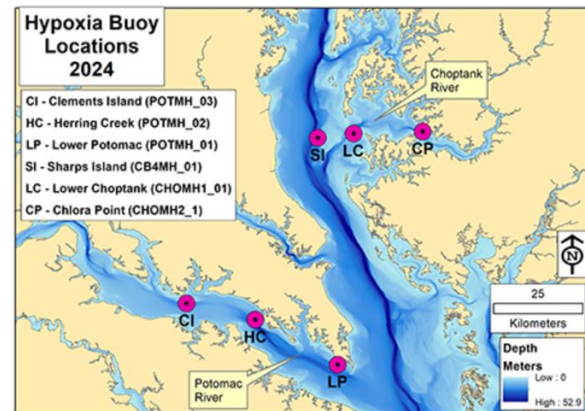 Hypoxia Buoy
Locations
2024
CI - Clements Island (POTMH_03)
HC - Herring Creek (POTMH_02)
LP - Lower Potomac (POTMH_01)
SI - Sharps Island (CB4MH_01)
LC - Lower Choptank (CHOMH1_01)
CP - Chlora Point (CHOMH2_1)
Choptank
River
SI
LC
CP
N
25
Kilometers
CI
HC
LP
Potomac
River
Depth
Meters
Low : 0
High : 52.9